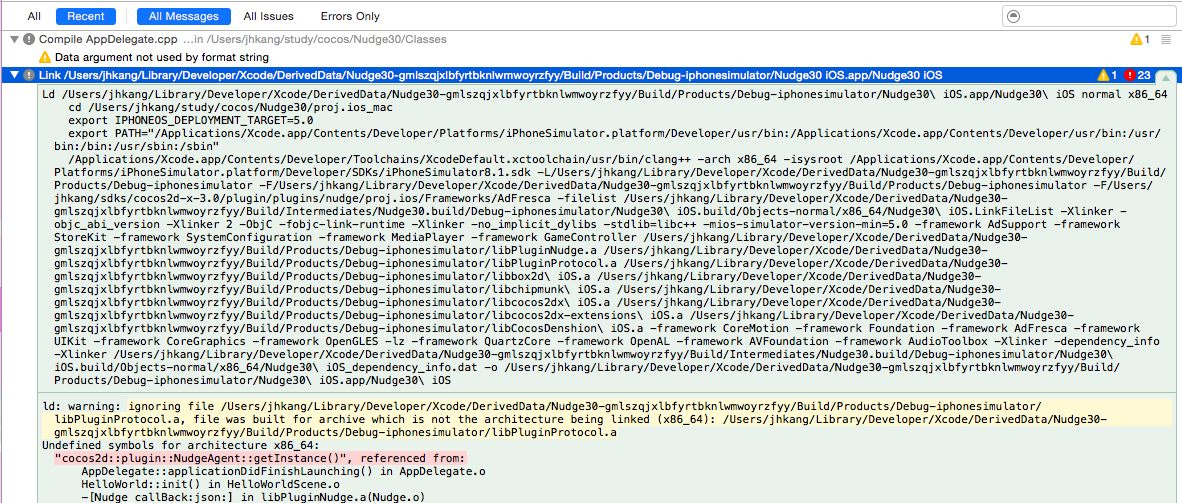 All Recent All Messages All Issues Errors Only
Compile AppDelegate.cpp ...in /Users/jhkang/study/cocos/Nudge30/Classes 1
Data argument not used by format string
Link /Users/jhkang/Library/Developer/Xcode/DerivedData/Nudge30-gmlszqjxlbfyrtbknlwmwoyrzfyy/Build/Products/Debug-iphonesimulator/Nudge30 iOS.app/Nudge30 iOS 1 23
Ld /Users/jhkang/Library/Developer/Xcode/DerivedData/Nudge30-gmlszqjxlbfyrtbknlwmwoyrzfyy/Build/Products/Debug-iphonesimulator/Nudge30\ iOS.app/Nudge30\ iOS normal x86_64
cd /Users/jhkang/study/cocos/Nudge30/proj.ios_mac
export IPHONEOS_DEPLOYMENT_TARGET=5.0
export PATH="/Applications/Xcode.app/Contents/Developer/Platforms/iPhoneSimulator.platform/Developer/usr/bin:/Applications/Xcode.app/Contents/Developer/usr/bin:/usr/
bin:/bin:/usr/sbin:/sbin"
/Applications/Xcode.app/Contents/Developer/Toolchains/XcodeDefault.xctoolchain/usr/bin/clang++ -arch x86_64 -isysroot /Applications/Xcode.app/Contents/Developer/
Platforms/iPhoneSimulator.platform/Developer/SDKs/iPhoneSimulator8.1.sdk -L/Users/jhkang/Library/Developer/Xcode/DerivedData/Nudge30-gmlszqjxlbfyrtbknlwmwoyrzfyy/Build/
Products/Debug-iphonesimulator -F/Users/jhkang/Library/Developer/Xcode/DerivedData/Nudge30-gmlszqjxlbfyrtbknlwmwoyrzfyy/Build/Products/Debug-iphonesimulator -F/Users/
jhkang/sdks/cocos2d-x-3.0/plugin/plugins/nudge/proj.ios/Frameworks/AdFresca -filelist /Users/jhkang/Library/Developer/Xcode/DerivedData/Nudge30-
gmlszqjxlbfyrtbknlwmwoyrzfyy/Build/Intermediates/Nudge30.build/Debug-iphonesimulator/Nudge30\ iOS.build/Objects-normal/x86_64/Nudge30\ iOS.LinkFileList -Xlinker -
objc_abi_version -Xlinker 2 -ObjC -fobjc-link-runtime -Xlinker -no_implicit_dylibs -stdlib=libc++ -mios-simulator-version-min=5.0 -framework AdSupport -framework
StoreKit -framework SystemConfiguration -framework MediaPlayer -framework GameController /Users/jhkang/Library/Developer/Xcode/DerivedData/Nudge30-
gmlszqjxlbfyrtbknlwmwoyrzfyy/Build/Products/Debug-iphonesimulator/libPluginNudge.a /Users/jhkang/Library/Developer/Xcode/DerivedData/Nudge30-
gmlszqjxlbfyrtbknlwmwoyrzfyy/Build/Products/Debug-iphonesimulator/libPluginProtocol.a /Users/jhkang/Library/Developer/Xcode/DerivedData/Nudge30-
gmlszqjxlbfyrtbknlwmwoyrzfyy/Build/Products/Debug-iphonesimulator/libbox2d\ iOS.a /Users/jhkang/Library/Developer/Xcode/DerivedData/Nudge30-
gmlszqjxlbfyrtbknlwmwoyrzfyy/Build/Products/Debug-iphonesimulator/libchipmunk\ iOS.a /Users/jhkang/Library/Developer/Xcode/DerivedData/Nudge30-
gmlszqjxlbfyrtbknlwmwoyrzfyy/Build/Products/Debug-iphonesimulator/libcocos2dx\ iOS.a /Users/jhkang/Library/Developer/Xcode/DerivedData/Nudge30-
gmlszqjxlbfyrtbknlwmwoyrzfyy/Build/Products/Debug-iphonesimulator/libcocos2dx-extensions\ iOS.a /Users/jhkang/Library/Developer/Xcode/DerivedData/Nudge30-
gmlszqjxlbfyrtbknlwmwoyrzfyy/Build/Products/Debug-iphonesimulator/libCocosDenshion\ iOS.a -framework CoreMotion -framework Foundation -framework AdFresca -framework
UIKit -framework CoreGraphics -framework OpenGLES -lz -framework QuartzCore -framework OpenAL -framework AVFoundation -framework AudioToolbox -Xlinker -dependency_info
-Xlinker /Users/jhkang/Library/Developer/Xcode/DerivedData/Nudge30-gmlszqjxlbfyrtbknlwmwoyrzfyy/Build/Intermediates/Nudge30.build/Debug-iphonesimulator/Nudge30\
iOS.build/Objects-normal/x86_64/Nudge30\ iOS_dependency_info.dat -o /Users/jhkang/Library/Developer/Xcode/DerivedData/Nudge30-gmlszqjxlbfyrtbknlwmwoyrzfyy/Build/
Products/Debug-iphonesimulator/Nudge30\ iOS.app/Nudge30\ iOS
ld: warning: ignoring file /Users/jhkang/Library/Developer/Xcode/DerivedData/Nudge30-gmlszqjxlbfyrtbknlwmwoyrzfyy/Build/Products/Debug-iphonesimulator/
libPluginProtocol.a, file was built for archive which is not the architecture being linked (x86_64): /Users/jhkang/Library/Developer/Xcode/DerivedData/Nudge30-
gmlszqjxlbfyrtbknlwmwoyrzfyy/Build/Products/Debug-iphonesimulator/libPluginProtocol.a
Undefined symbols for architecture x86_64:
"cocos2d::plugin::NudgeAgent::getInstance()", referenced from:
AppDelegate::applicationDidFinishLaunching() in AppDelegate.o
HelloWorld::init() in HelloWorldScene.o
-[Nudge callBack:json:] in libPluginNudge.a(Nudge.o)